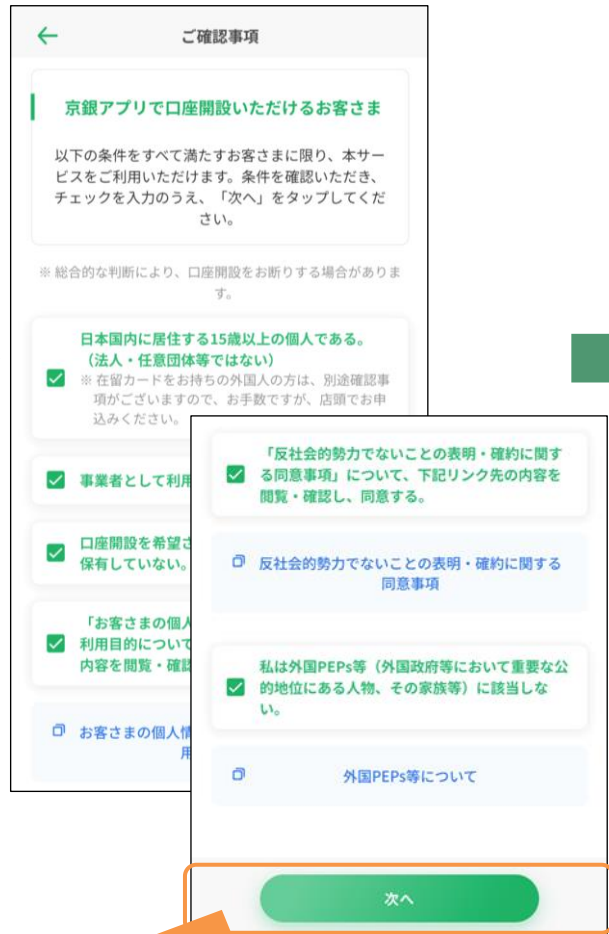 ご確認事項
京銀アプリで口座開設いただけるお客さま
以下の条件をすべて満たすお客さまに限り、本サー
ビスをご利用いただけます。条件を確認いただき、
チェックを入力のうえ、「次へ」をタップしてくだ
さい。
※ 総合的な判断により、口座開設をお断りする場合がありま
す。
日本国内に居住する15歳以上の個人である。
（法人・任意団体等ではない）
※ 在留カードをお持ちの外国人の方は、別途確認事
項がございますので、お手数ですが、店頭でお申
込みください。
事業者として利用
口座開設を希望さ
保有していない。
「お客さまの個人
利用目的について
内容を閲覧・確認
お客さまの個人情
用
「反社会的勢力でないことの表明・確約に関す
る同意事項」について、下記リンク先の内容を
閲覧・確認し、同意する。
反社会的勢力でないことの表明・確約に関する
同意事項
私は外国PEPs等（外国政府等において重要な公
的地位にある人物、その家族等）に該当しな
い。
外国PEPs等について
次へ